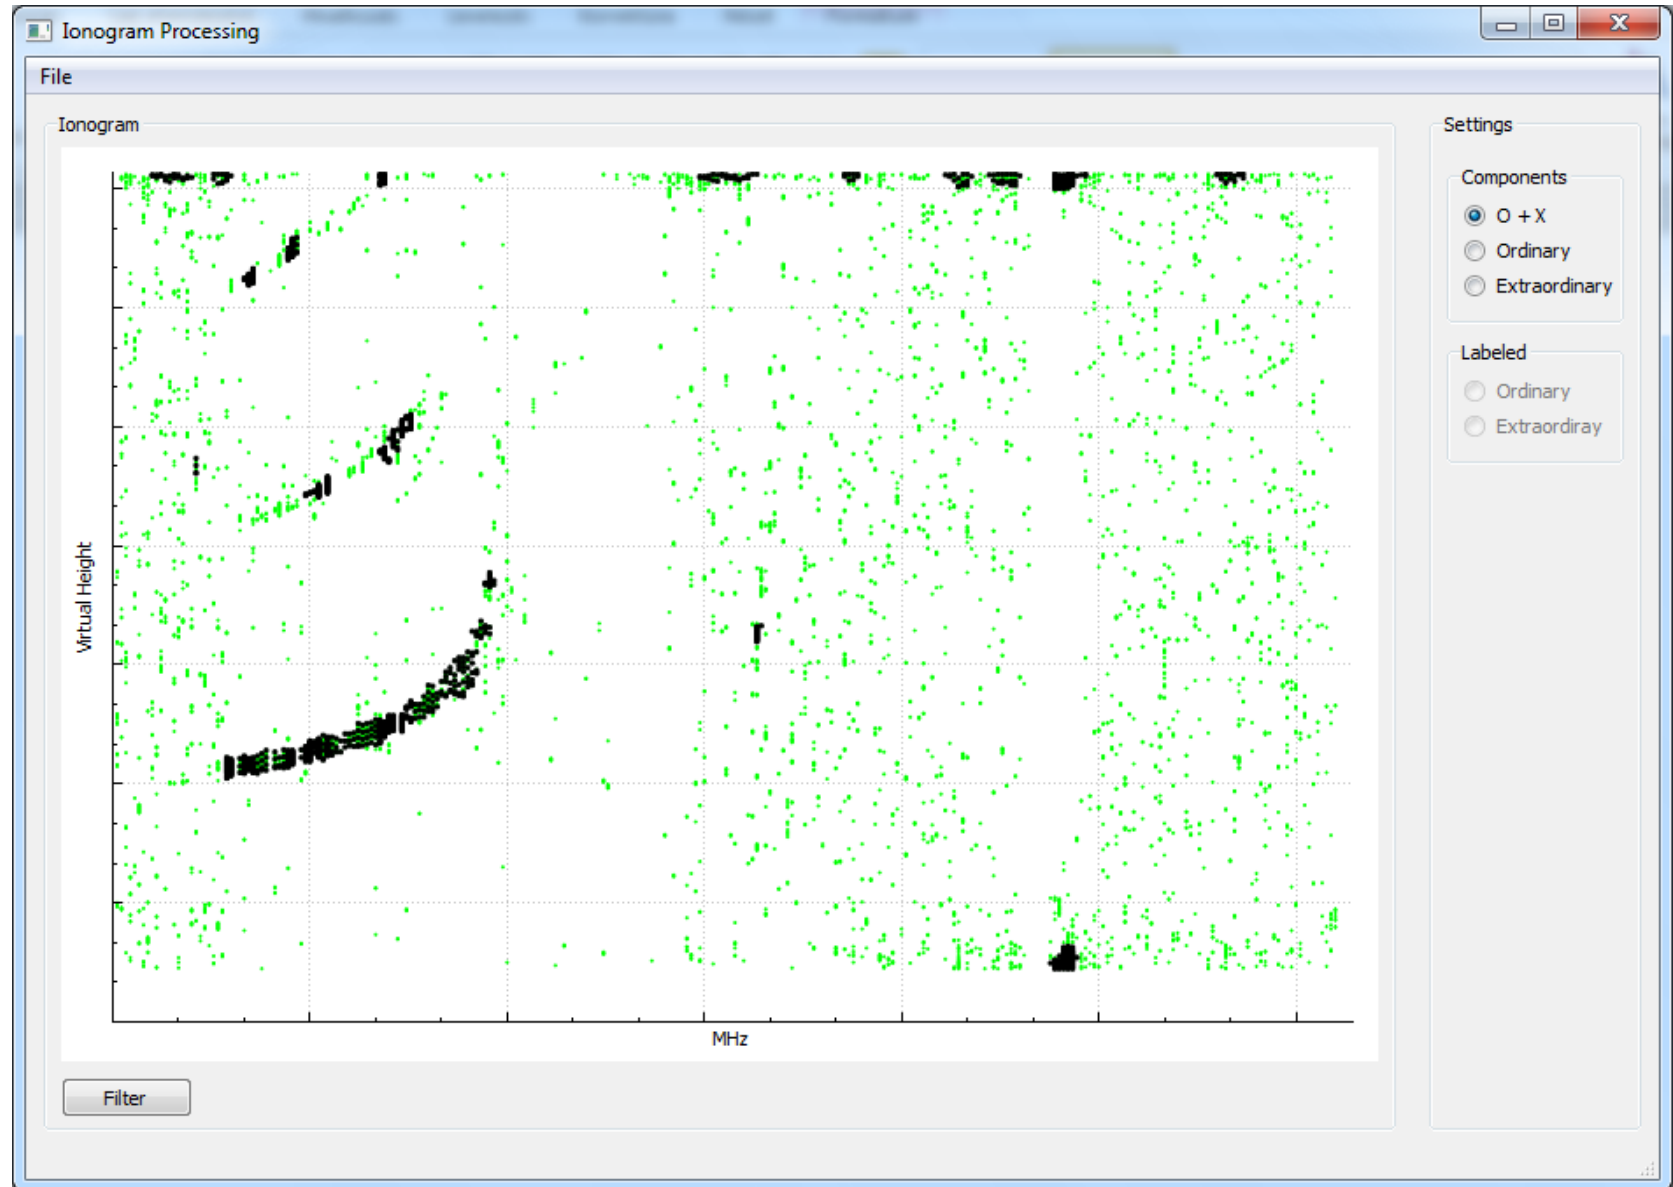 Ionogram Processing
File
Ionogram
Virtual Height
MHz
Filter
Settings
Components
O + X
Ordinary
Extraordinary
Labeled
Ordinary
Extraordiray